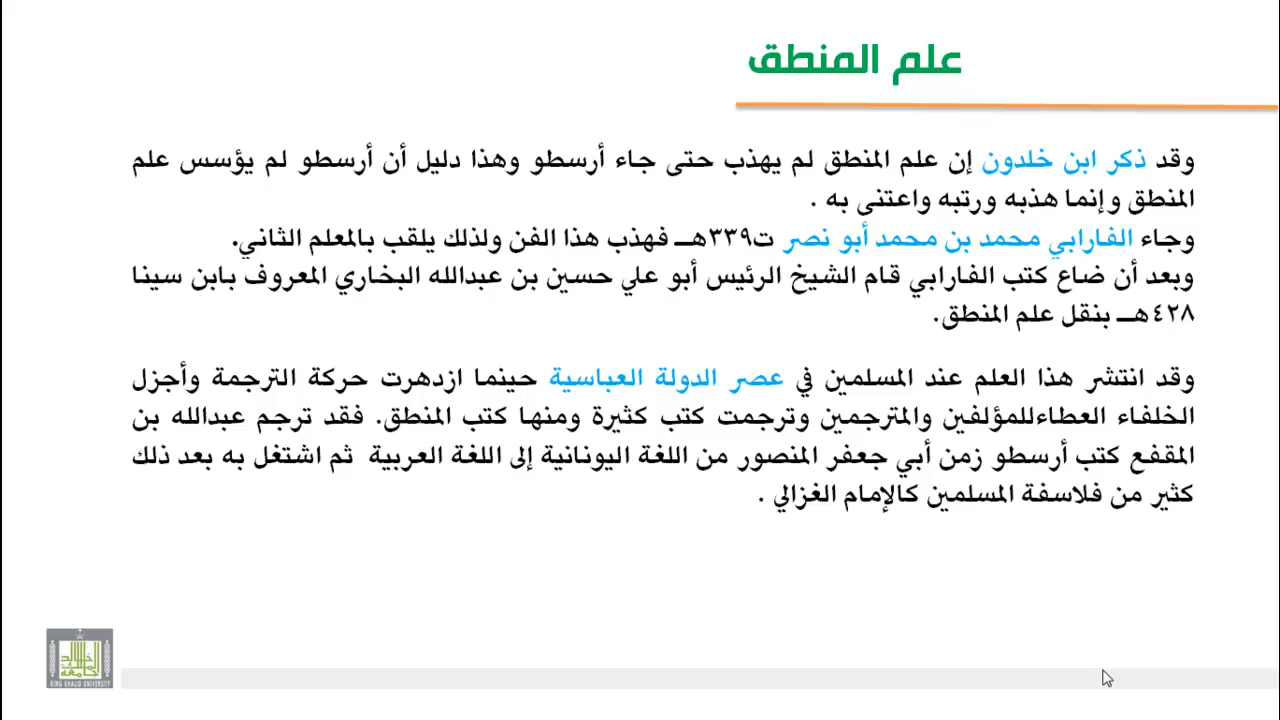 علم المنطق
وقد ذكر ابن خلدون إن علم المنطق لم يهذب حتى جاء أرسطو وهذا دليل أن أرسطو لم يؤسس علم
المنطق وإنما هذبه ورتبه واعتنى به .
وجاء الفارابي محمد بن محمد أبو نصر ت٣٣٩هـ فهذب هذا الفن ولذلك يلقب بالمعلم الثاني.
وبعد أن ضاع كتب الفارابي قام الشيخ الرئيس أبو علي حسين بن عبدالله البخاري المعروف بابن سينا
٤٢٨هـ بنقل علم المنطق.
وقد انتشر هذا العلم عند المسلمين في عصر الدولة العباسية حينما ازدهرت حركة الترجمة وأجزل
الخلفاء العطاءللمؤلفين والمترجمين وترجمت كتب كثيرة ومنها كتب المنطق. فقد ترجم عبدالله بن
المقفع كتب أرسطو زمن أبي جعفر المنصور من اللغة اليونانية إلى اللغة العربية ثم اشتغل به بعد ذلك
كثير من فلاسفة المسلمين كالإمام الغزالي .
جامعة الملك خالد
KING KHALID UNIVERSITY